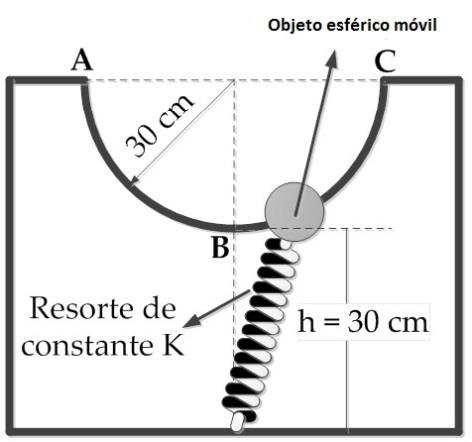 Objeto esférico móvil
A
C
30 cm
B
Resorte de
constante K
h = 30 cm